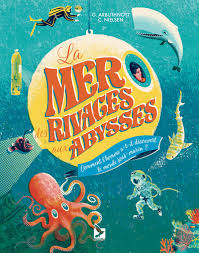 G. ARBUTHNOTT
C. NIELSEN
La
MER
des
RIVAGES
aux
ABYSSES
Comment l'homme a-t-il découvert
le monde sous-marin ?